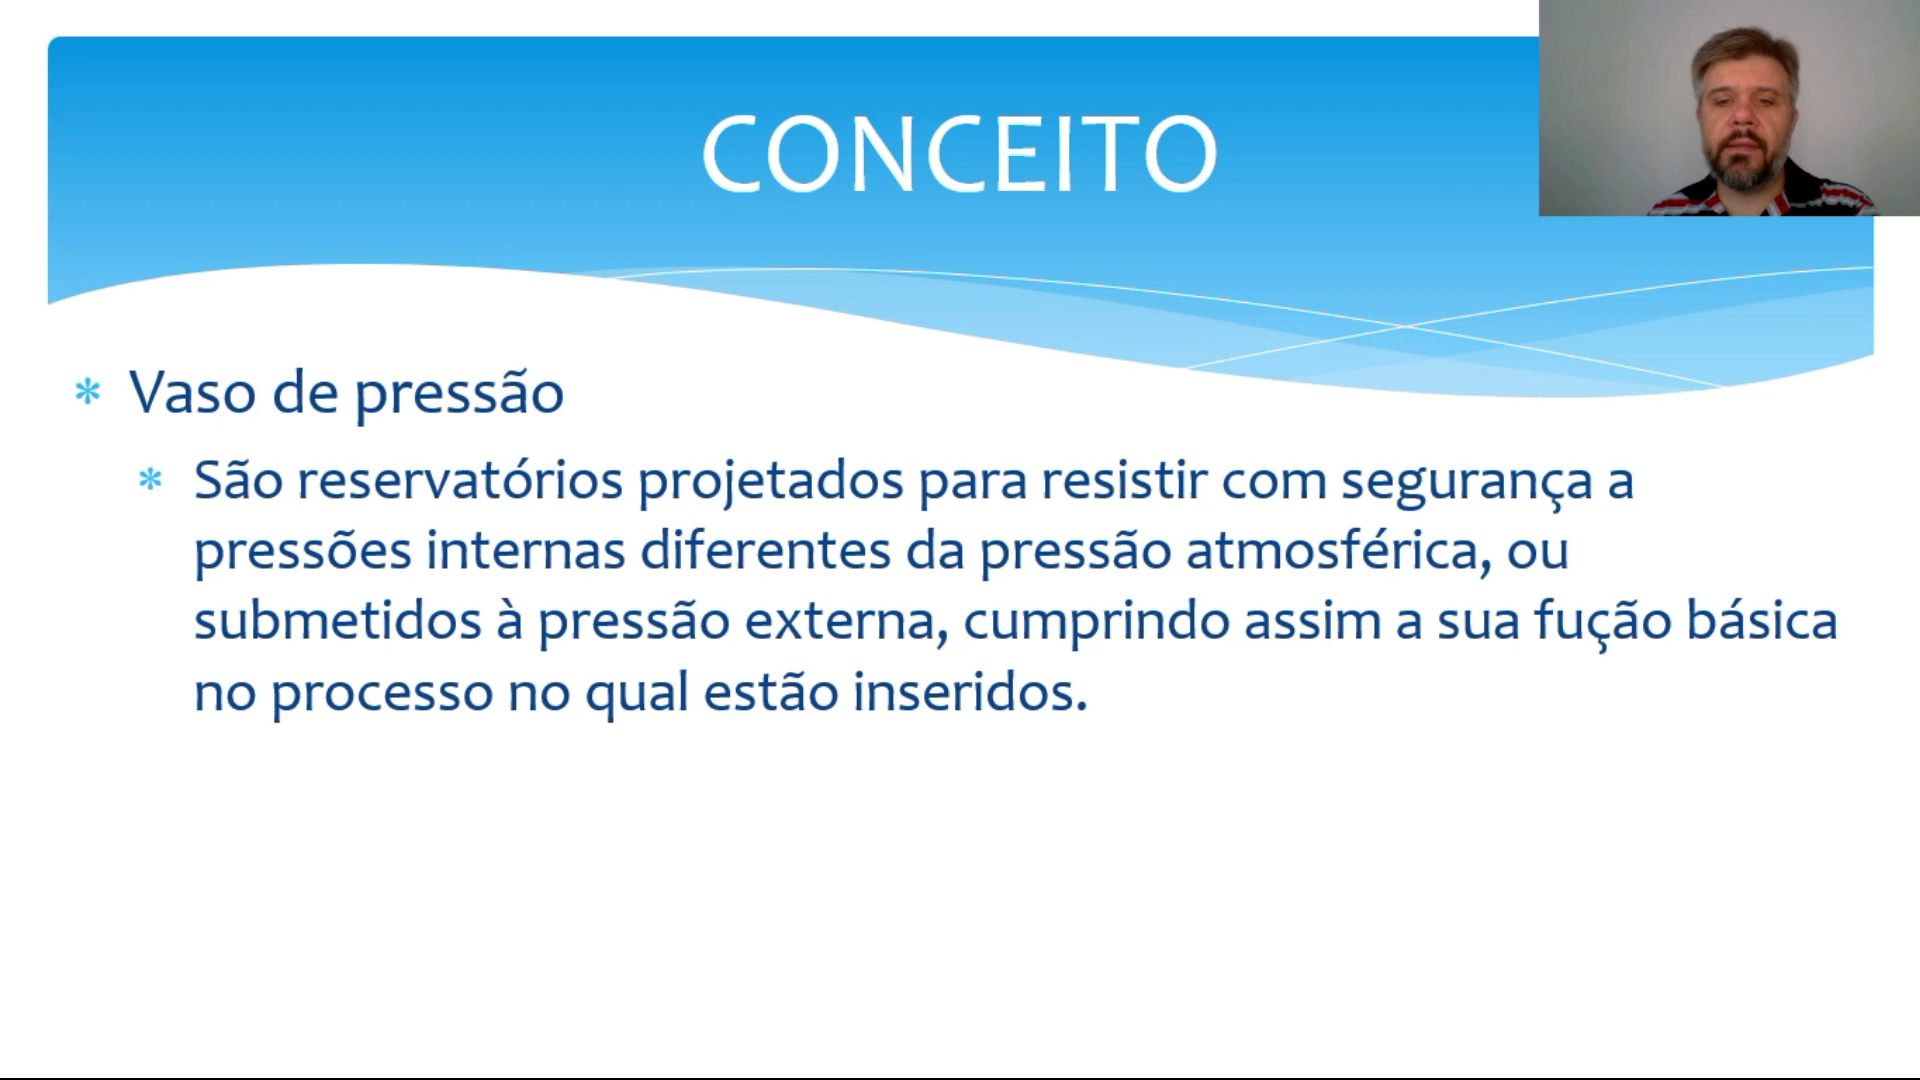 CONCEITO
* Vaso de pressão
* São reservatórios projetados para resistir com segurança a
pressões internas diferentes da pressão atmosférica, ou
submetidos à pressão externa, cumprindo assim a sua fução básica
no processo no qual estão inseridos.